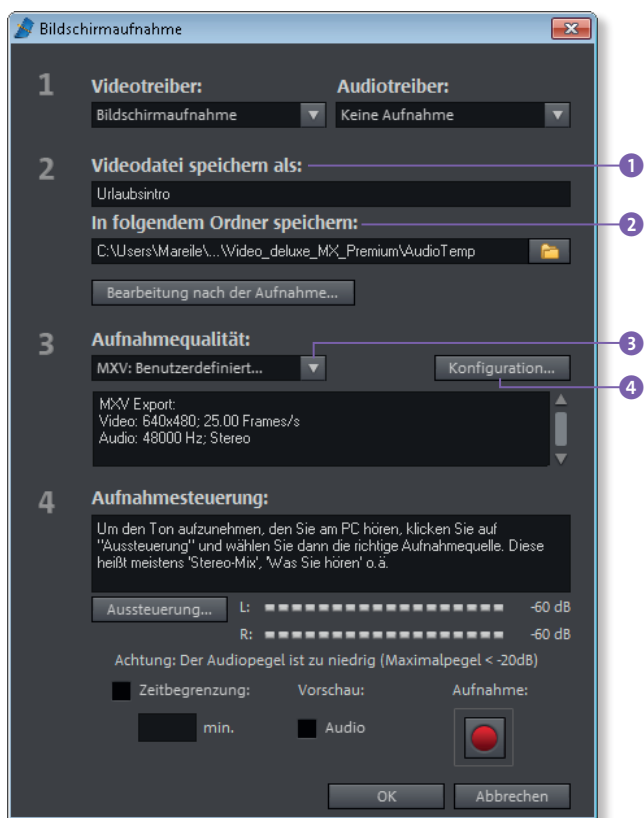 Bildschirmaufnahme
1
Videotreiber: Audiotreiber:
Bildschirmaufnahme Keine Aufnahme
2
Videodatei speichern als: 1
Urlaubsintro
In folgendem Ordner speichern: 2
C:\Users\Mareile\...\Video_deluxe_MX_Premium\AudioTemp
Bearbeitung nach der Aufnahme...
3
Aufnahmequalität: 3
MXV: Benutzerdefiniert... Konfiguration...
4
MXV Export:
Video: 640x480; 25.00 Frames/s
Audio: 48000 Hz; Stereo
4
Aufnahmesteuerung:
Um den Ton aufzunehmen, den Sie am PC hören, klicken Sie auf
"Aussteuerung" und wählen Sie dann die richtige Aufnahmequelle. Diese
heißt meistens 'Stereo-Mix', 'Was Sie hören' o.ä.
Aussteuerung... L: -60 dB
R: -60 dB
Achtung: Der Audiopegel ist zu niedrig (Maximalpegel < -20dB)
Zeitbegrenzung: Vorschau: Aufnahme:
min. Audio
OK Abbrechen